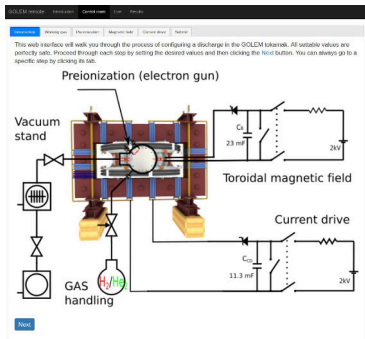 GOLEM remote Introduction Control room Live Results
Introduction Working gas Preionization Magnetic field Current drive Submit
This web interface will walk you through the process of configuring a discharge in the GOLEM tokamak. All settable values are
perfectly safe. Proceed through each step by setting the desired values and then clicking the Next button. You can always go to a
specific step by clicking its tab.
Preionization (electron gun)
Vacuum
stand
C_B
23 mF
2kV
Toroidal magnetic field
Current drive
C_CD
11.3 mF
2kV
H2/He
GAS
handling
Next